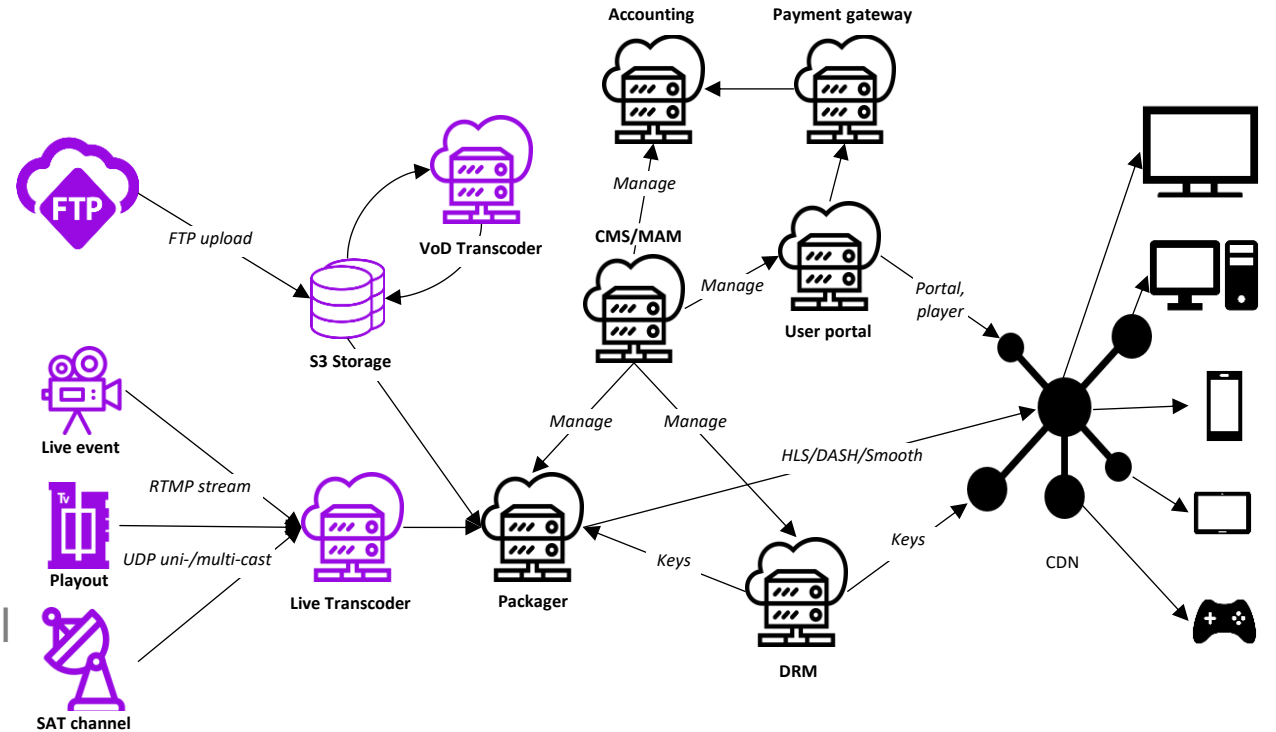 Accounting
Payment gateway
FTP
FTP upload
VoD Transcoder
Manage
CMS/MAM
Manage
User portal
Portal,
player
S3 Storage
Live event
Manage
Manage
HLS/DASH/Smooth
RTMP stream
Tv
UDP uni-/multi-cast
Playout
Live Transcoder
Packager
Keys
Keys
CDN
DRM
SAT channel